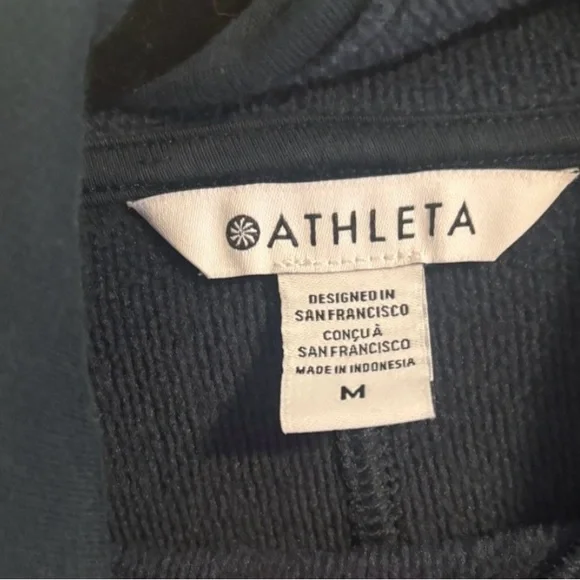 ATHLETA
DESIGNED IN
SAN FRANCISCO
CONÇU À
SAN FRANCISCO
MADE IN INDONESIA
M